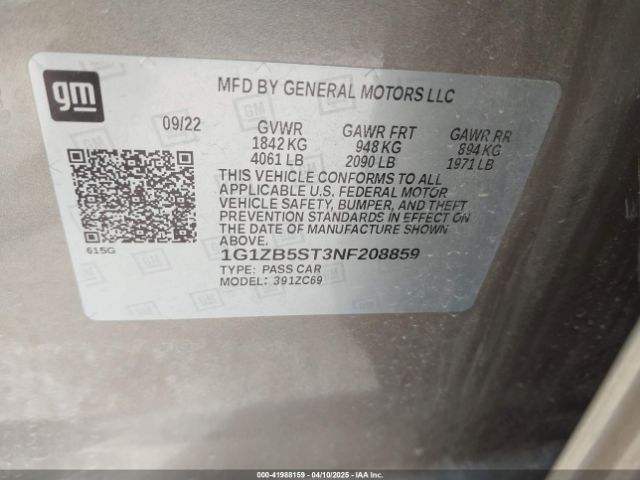 gm
MFD BY GENERAL MOTORS LLC
09/22
GVWR GAWR FRT GAWR RR
1842 KG 948 KG 894 KG
4061 LB 2090 LB 1971 LB
THIS VEHICLE CONFORMS TO ALL
APPLICABLE U.S. FEDERAL MOTOR
VEHICLE SAFETY, BUMPER, AND THEFT
PREVENTION STANDARDS IN EFFECT ON
THE DATE OF MANUFACTURE SHOWN
ABOVE.
615G
1G1ZB5ST3NF208859
TYPE: PASS CAR
MODEL: 391ZC69
000-41988159 - 04/10/2025 - IAA Inc.